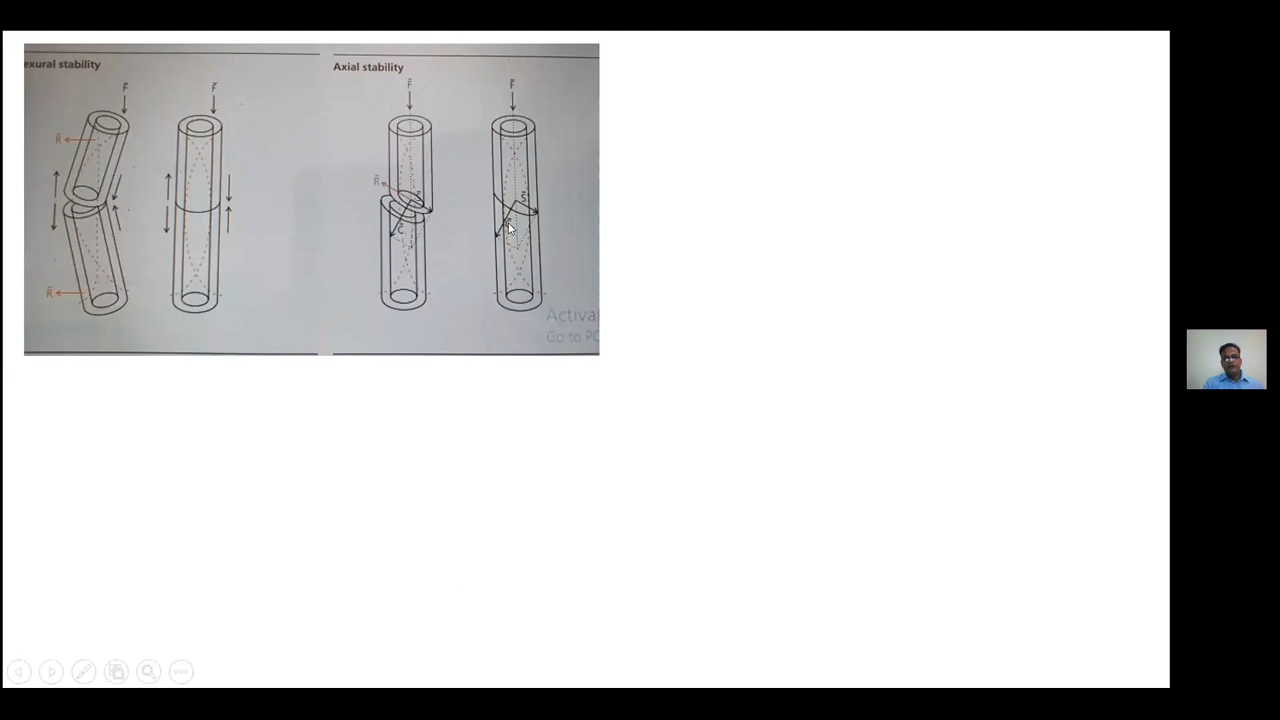 exural stability
Axial stability
F
F
F
F
R
R
R
S
C
Activa
Go to PC